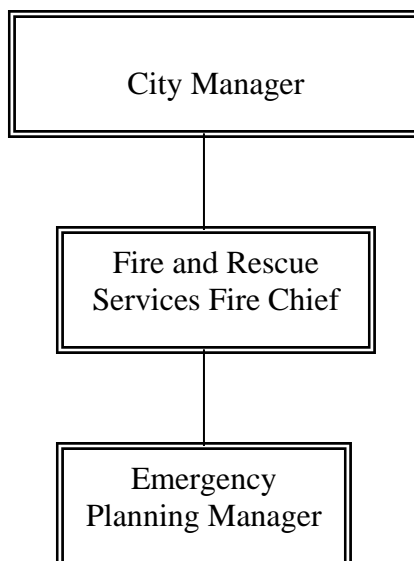 City Manager
Fire and Rescue
Services Fire Chief
Emergency
Planning Manager